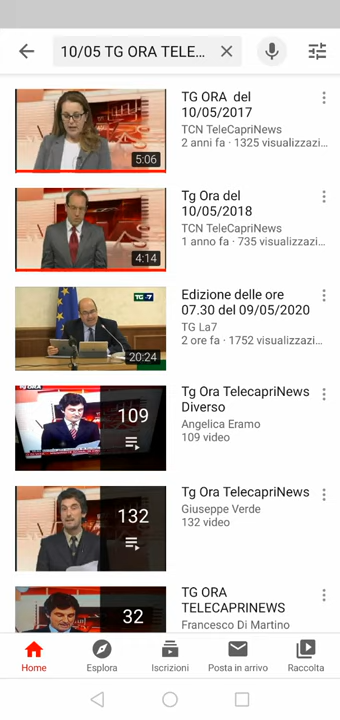 10/05 TG ORA TELE...
TG ORA del
10/05/2017
TCN TeleCapriNews
2 anni fa · 1325 visualizzazi...
5:06
Tg Ora del
10/05/2018
TCN TeleCapriNews
1 anno fa · 735 visualizzazi...
4:14
TG L7
Edizione delle ore
07.30 del 09/05/2020
TG La7
2 ore fa · 1752 visualizzazi...
20:24
TG ORA
109
Tg Ora TelecapriNews
Diverso
Angelica Eramo
109 video
132
Tg Ora TelecapriNews
Giuseppe Verde
132 video
32
TG ORA
TELECAPRINEWS
Francesco Di Martino
Home
Esplora
Iscrizioni
Posta in arrivo
Raccolta